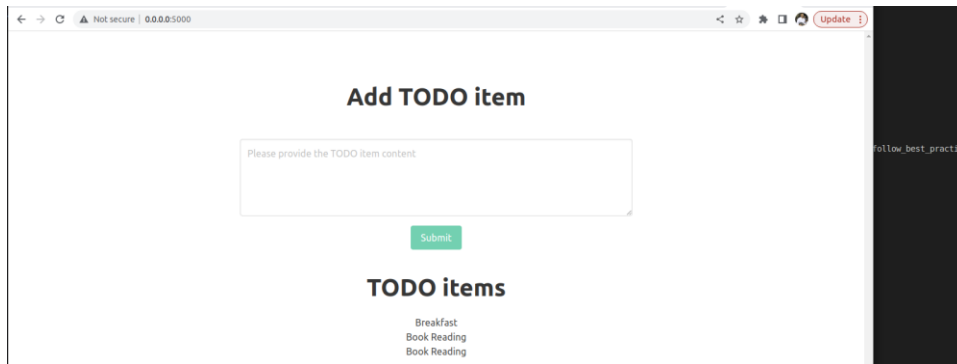 Not secure | 0.0.0.0:5000
Update
Add TODO item
follow_best_practi
Please provide the TODO item content
Submit
TODO items
Breakfast
Book Reading
Book Reading